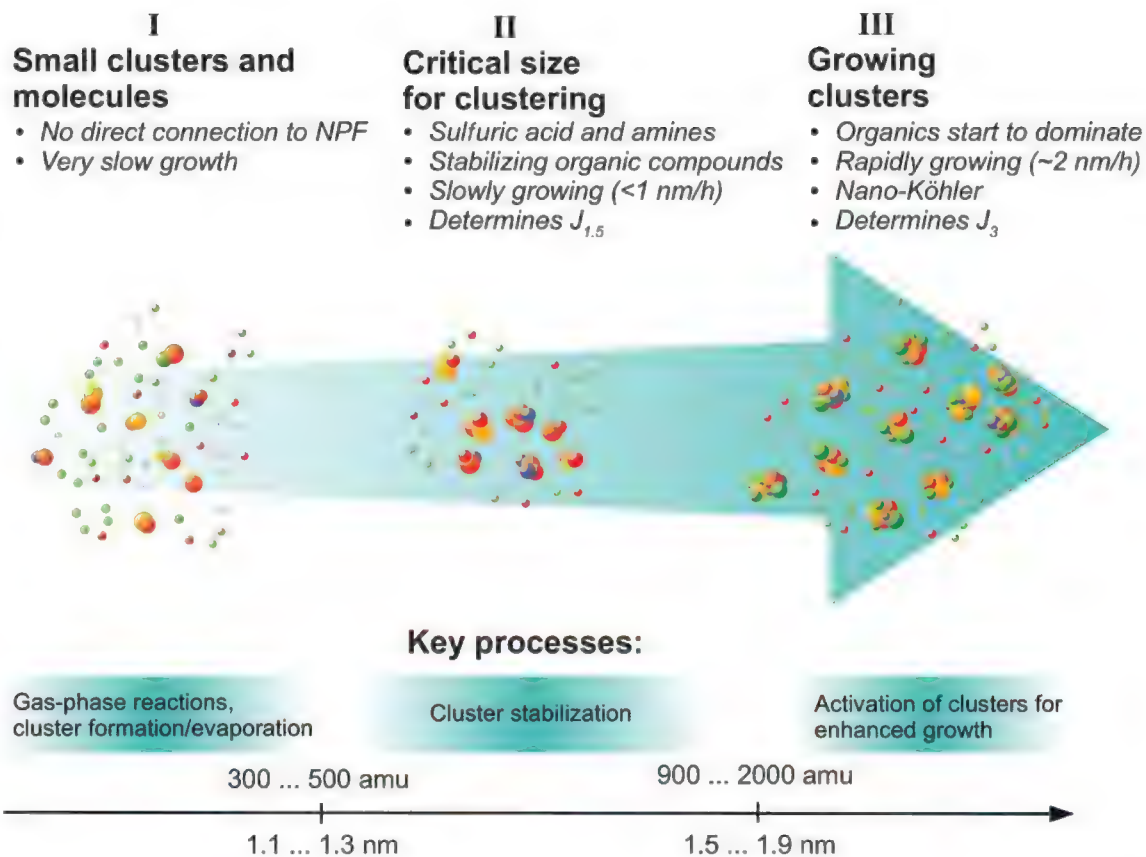 I
Small clusters and
molecules
• No direct connection to NPF
• Very slow growth
II
Critical size
for clustering
• Sulfuric acid and amines
• Stabilizing organic compounds
• Slowly growing (<1 nm/h)
• Determines J1.5
III
Growing
clusters
• Organics start to dominate
• Rapidly growing (~2 nm/h)
• Nano-Köhler
• Determines J3
Key processes:
Gas-phase reactions,
cluster formation/evaporation
Cluster stabilization
Activation of clusters for
enhanced growth
300 ... 500 amu
900 ... 2000 amu
1.1 ... 1.3 nm
1.5 ... 1.9 nm